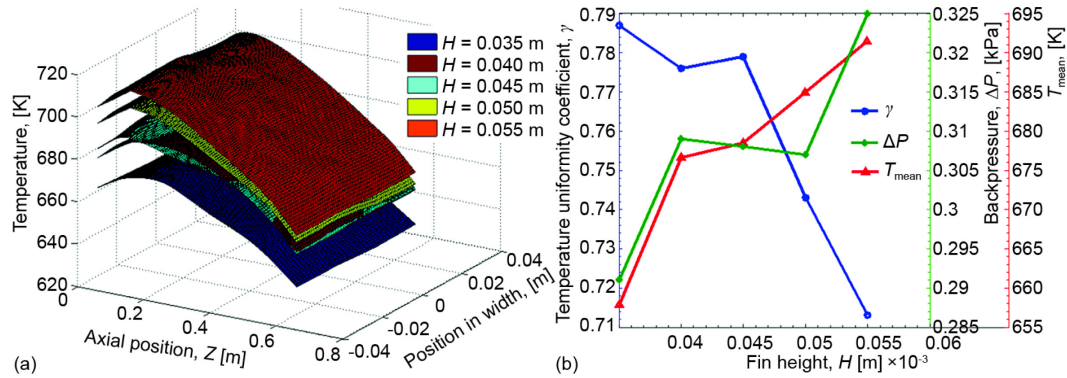 (a)
Temperature, [K]
720
700
680
660
640
620
0
0.2
0.4
0.6
0.8
Axial position, Z [m]
-0.04
-0.02
0
0.02
0.04
Position in width, [m]
H = 0.035 m
H = 0.040 m
H = 0.045 m
H = 0.050 m
H = 0.055 m
(b)
Temperature uniformity coefficient, γ
0.79
0.78
0.77
0.76
0.75
0.74
0.73
0.72
0.71
0.04
0.045
0.05
0.055
0.06
Fin height, H [m] ×10⁻³
γ
ΔP
Tmean
0.325
0.32
0.315
0.31
0.305
0.3
0.295
0.29
0.285
Backpressure, ΔP, [kPa]
695
690
685
680
675
670
665
660
655
Tmean, [K]